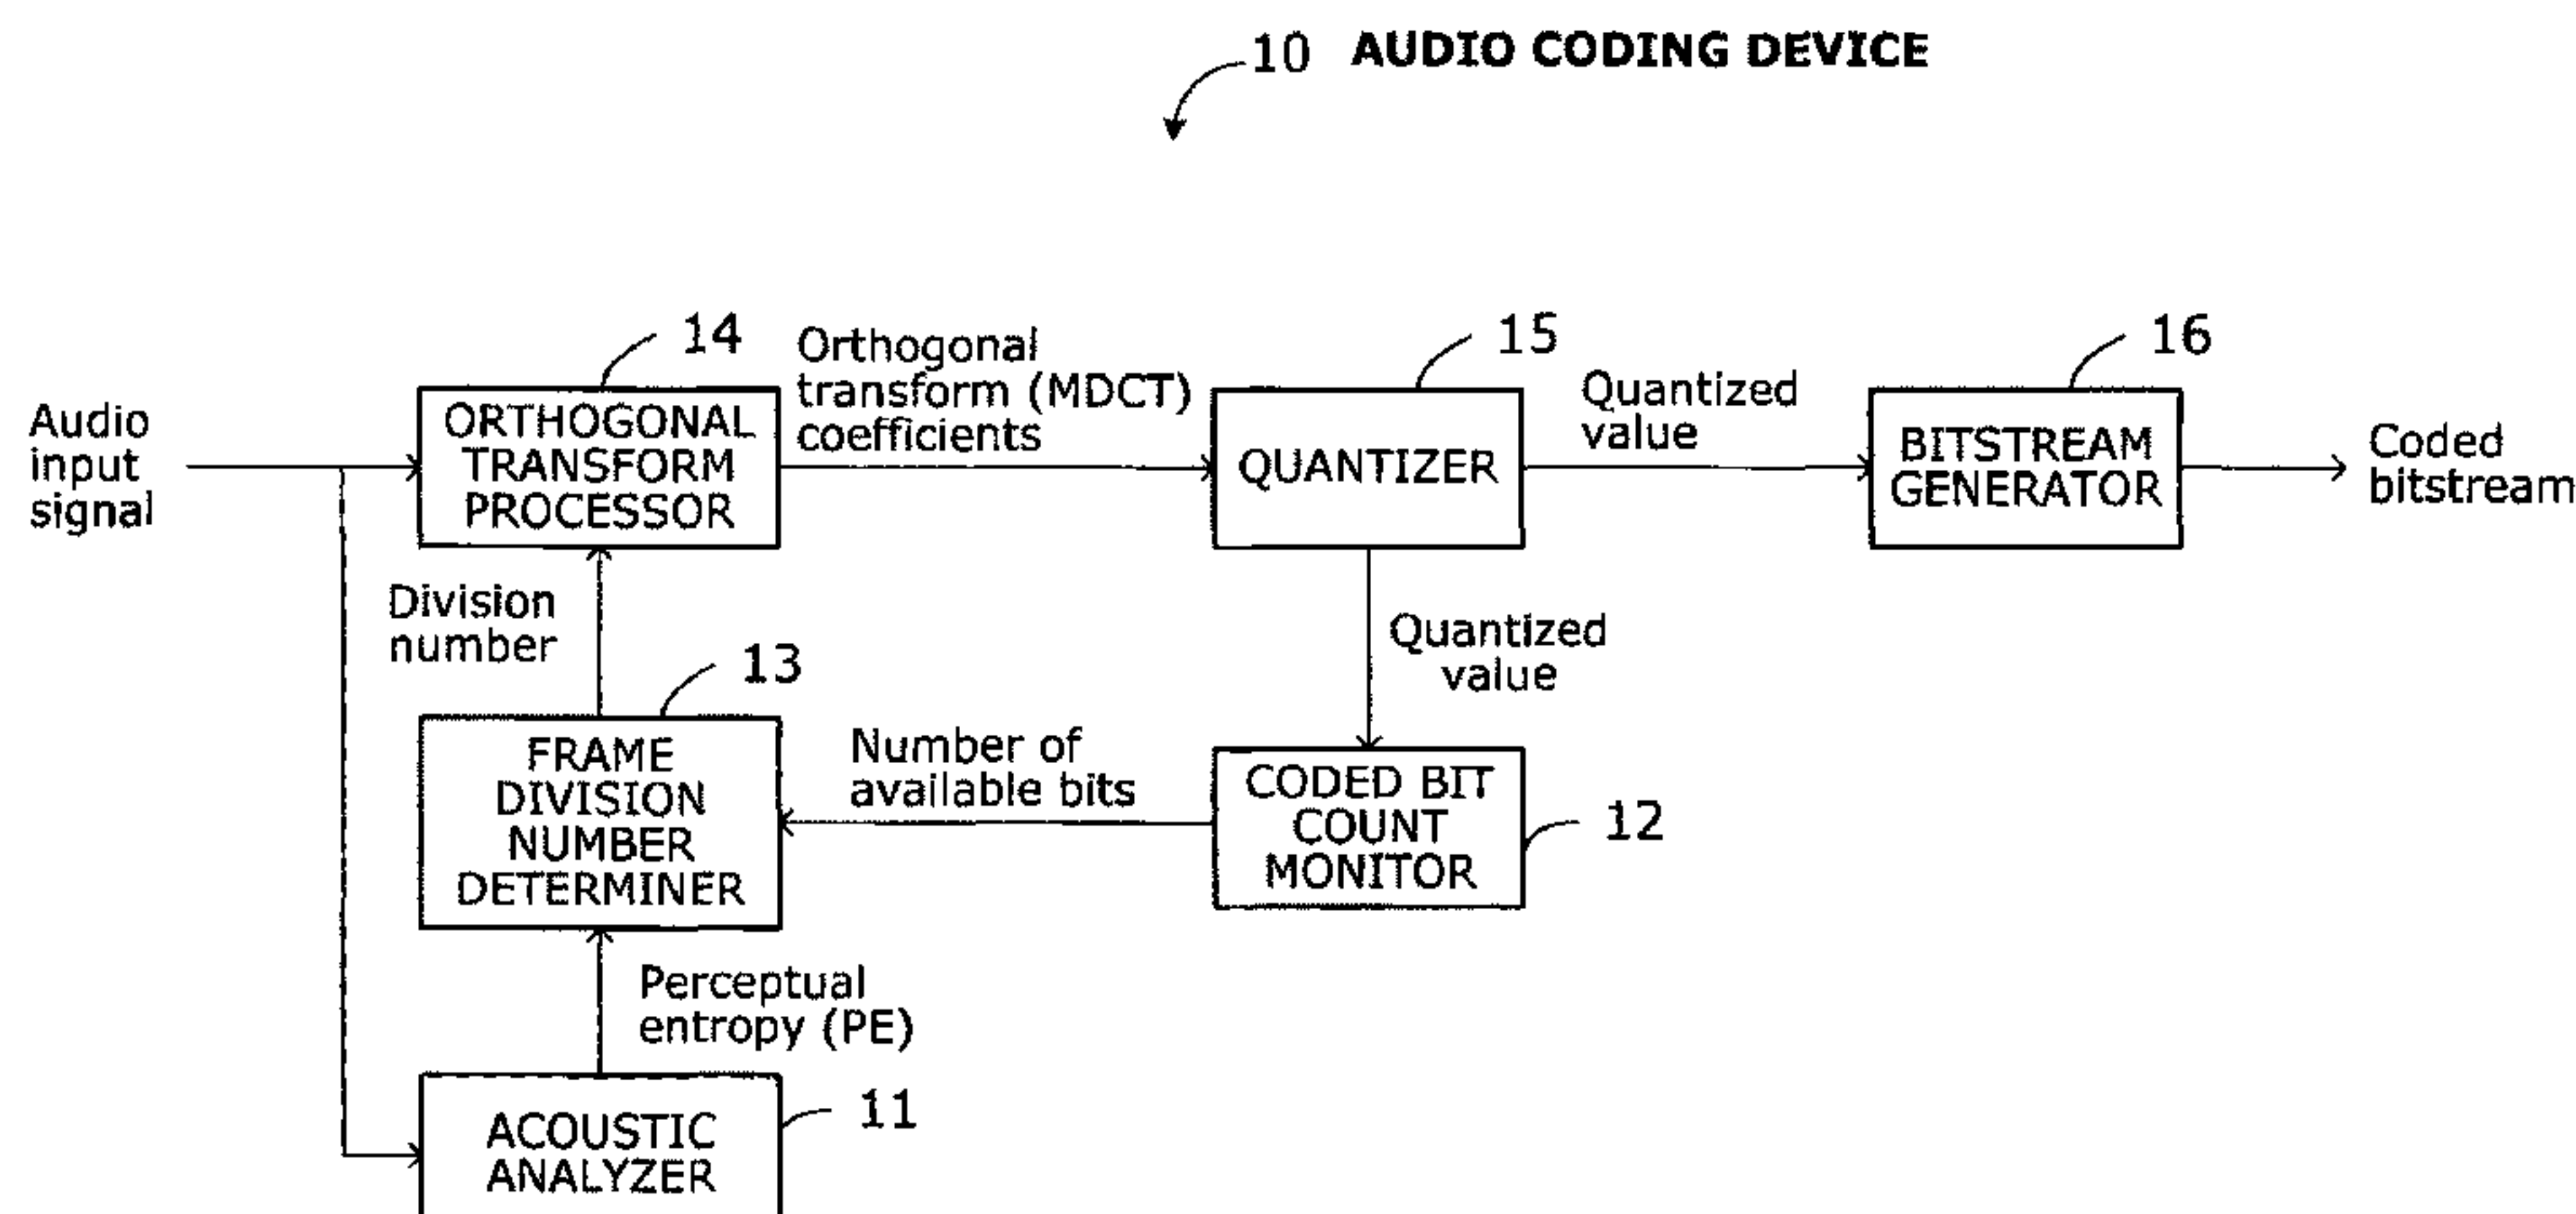 10 AUDIO CODING DEVICE
14
Orthogonal
transform (MDCT)
coefficients
15
Quantized
value
16
Audio
input
signal
ORTHOGONAL
TRANSFORM
PROCESSOR
QUANTIZER
BITSTREAM
GENERATOR
Coded
bitstream
Division
number
Quantized
value
13
FRAME
DIVISION
NUMBER
DETERMINER
Number of
available bits
CODED BIT
COUNT
MONITOR
12
Perceptual
entropy (PE)
ACOUSTIC
ANALYZER
11